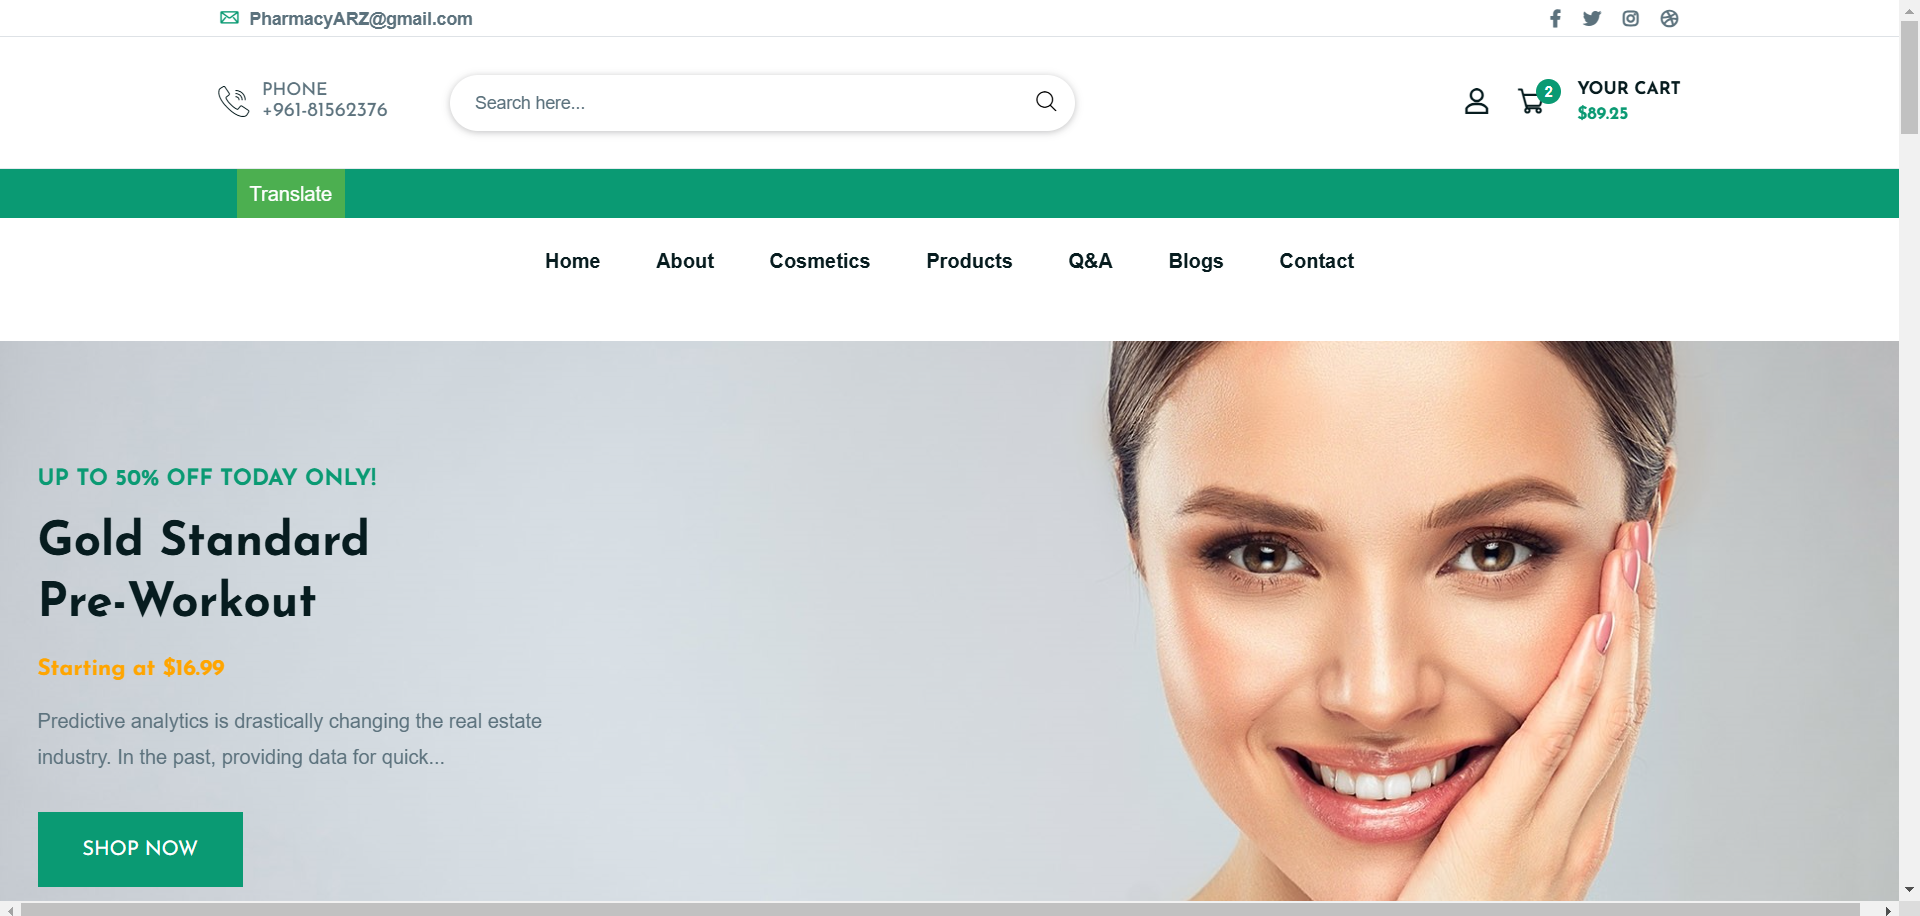 PharmacyARZ@gmail.com
PHONE
+961-81562376
Search here...
2
YOUR CART
$89.25
Translate
Home About Cosmetics Products Q&A Blogs Contact
UP TO 50% OFF TODAY ONLY!
Gold Standard
Pre-Workout
Starting at $16.99
Predictive analytics is drastically changing the real estate
industry. In the past, providing data for quick...
SHOP NOW